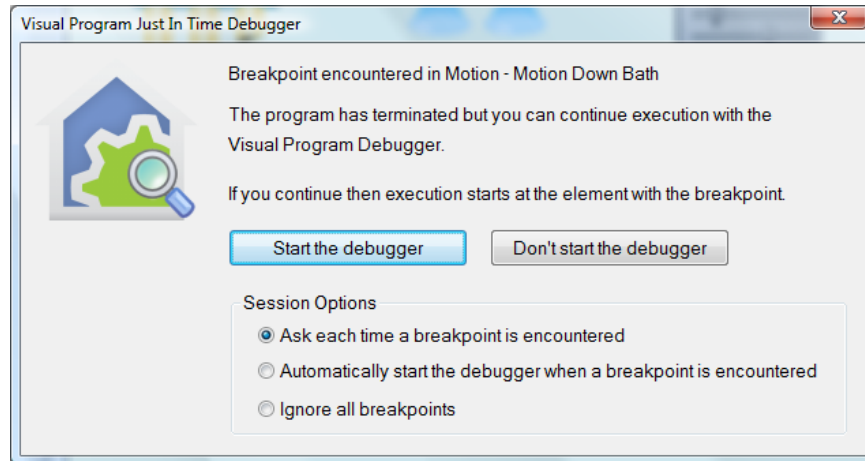 Visual Program Just In Time Debugger
Breakpoint encountered in Motion - Motion Down Bath
The program has terminated but you can continue execution with the
Visual Program Debugger.
If you continue then execution starts at the element with the breakpoint.
Start the debugger
Don't start the debugger
Session Options
Ask each time a breakpoint is encountered
Automatically start the debugger when a breakpoint is encountered
Ignore all breakpoints